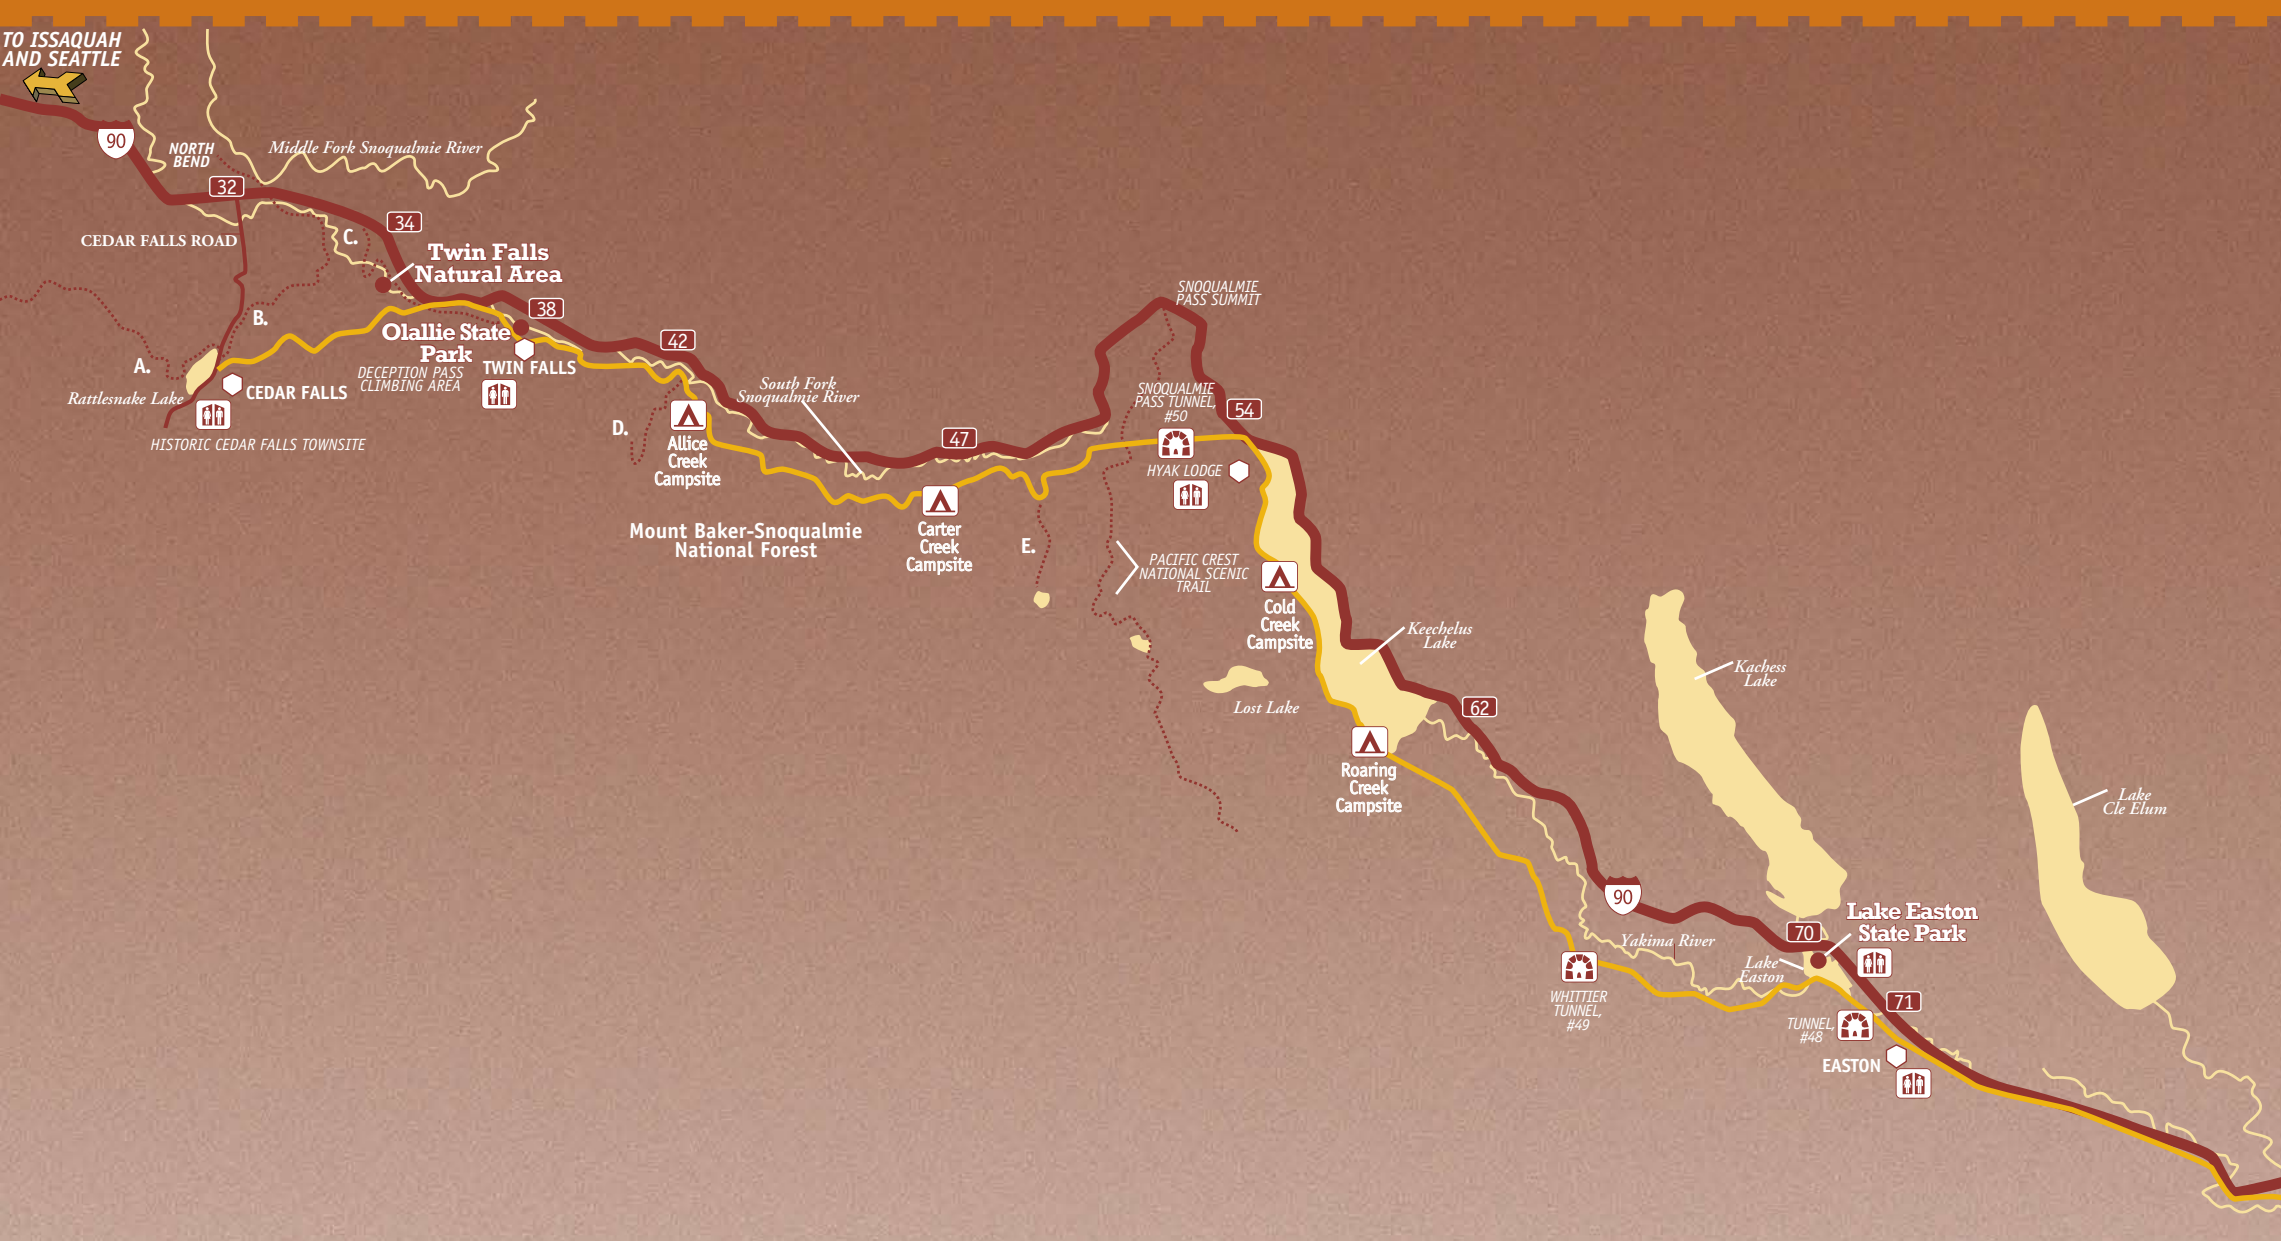 TO ISSAQUAH
AND SEATTLE
90
NORTH
BEND
Middle Fork Snoqualmie River
32
34
CEDAR FALLS ROAD
C.
Twin Falls
Natural Area
B.
38
Olallie State
Park
A.
DECEPTION PASS
CLIMBING AREA
TWIN FALLS
Rattlesnake Lake
CEDAR FALLS
HISTORIC CEDAR FALLS TOWNSITE
42
South Fork
Snoqualmie River
D.
Allice
Creek
Campsite
47
Mount Baker-Snoqualmie
National Forest
Carter
Creek
Campsite
E.
SNOQUALMIE
PASS SUMMIT
SNOQUALMIE
PASS TUNNEL,
#50
54
HYAK LODGE
PACIFIC CREST
NATIONAL SCENIC
TRAIL
Cold
Creek
Campsite
Keechelus
Lake
Lost Lake
62
Roaring
Creek
Campsite
Kachess
Lake
Lake
Cle Elum
90
Yakima River
70
Lake Easton
State Park
Lake
Easton
WHITTIER
TUNNEL,
#49
71
TUNNEL,
#48
EASTON